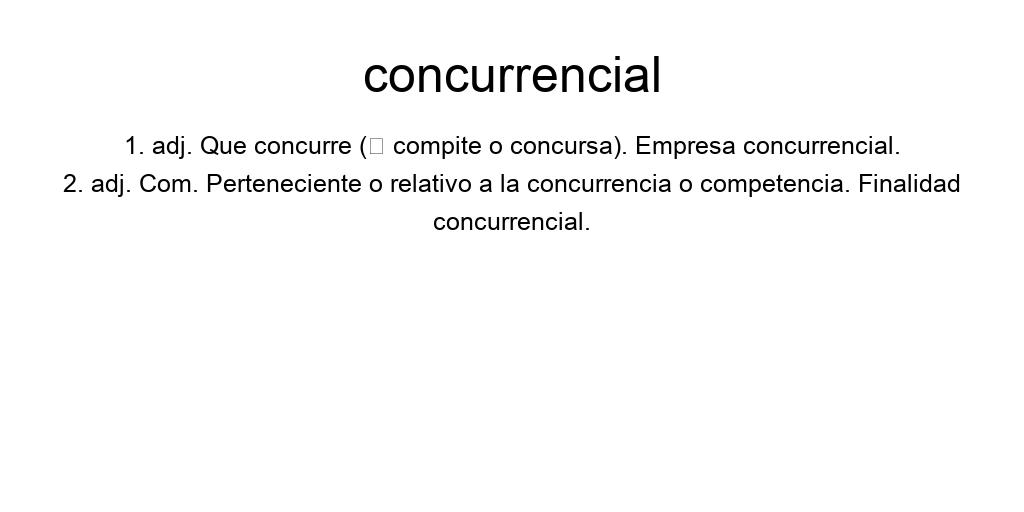 concurrencial
1. adj. Que concurre (▯ compite o concursa). Empresa concurrencial.
2. adj. Com. Perteneciente o relativo a la concurrencia o competencia. Finalidad
concurrencial.